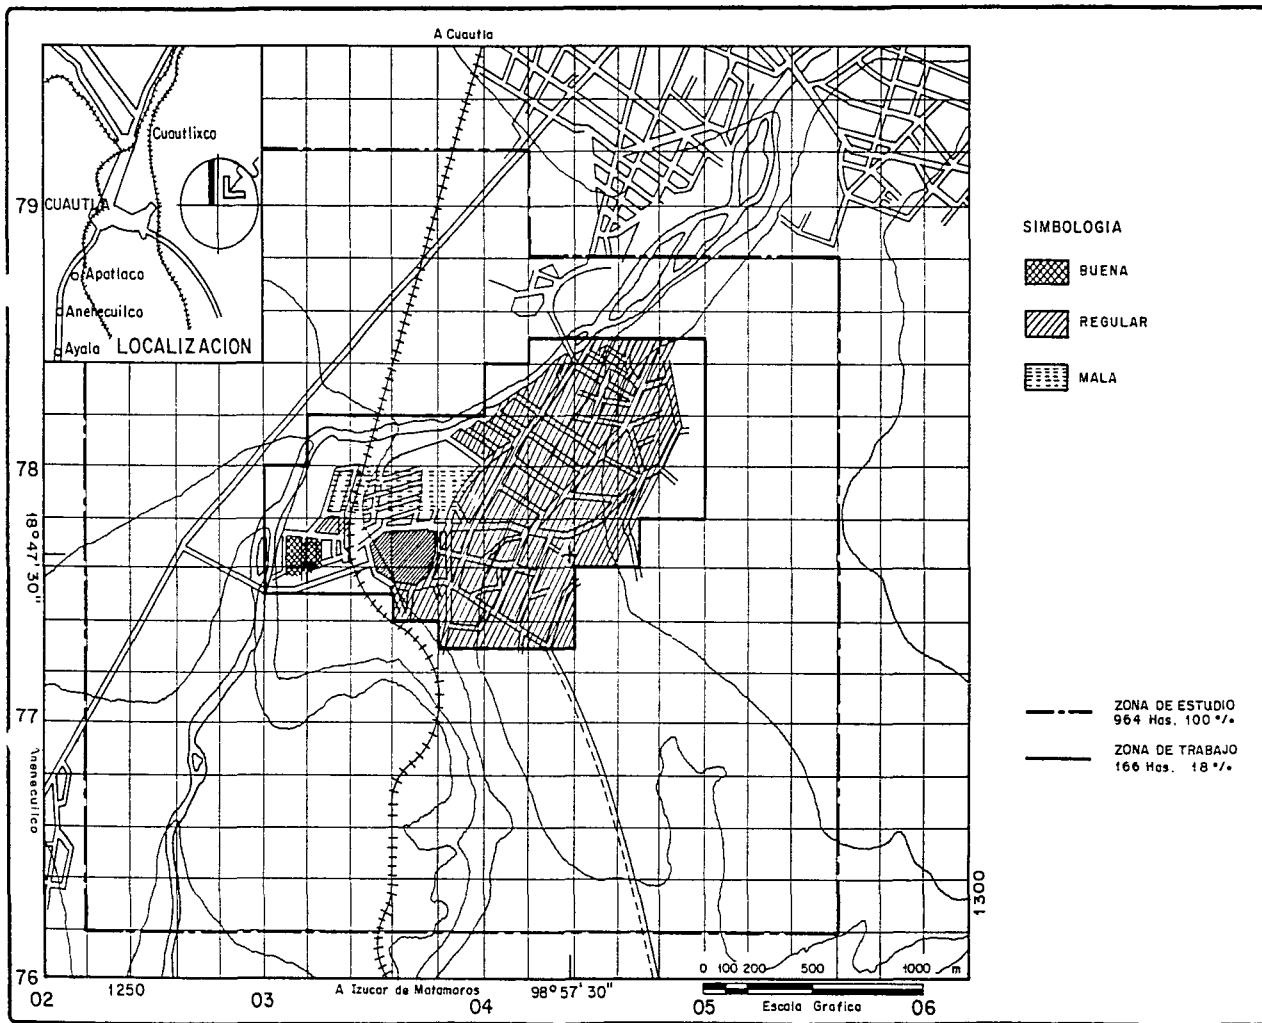 A Cuautla
Cuautlixco
79
CUAUTLA
Apatlaco
Anenecuilco
Ayala
LOCALIZACION
SIMBOLOGIA
BUENA
REGULAR
MALA
78
18° 47' 30"
77
Anenecuilco
ZONA DE ESTUDIO
964 Has. 100 %
ZONA DE TRABAJO
166 Has. 18 %
1300
76
0 100 200 500 1000 m
02 1250 03 A Izucar de Matamoros 04 98° 57' 30" 05 06
Escala Grafica